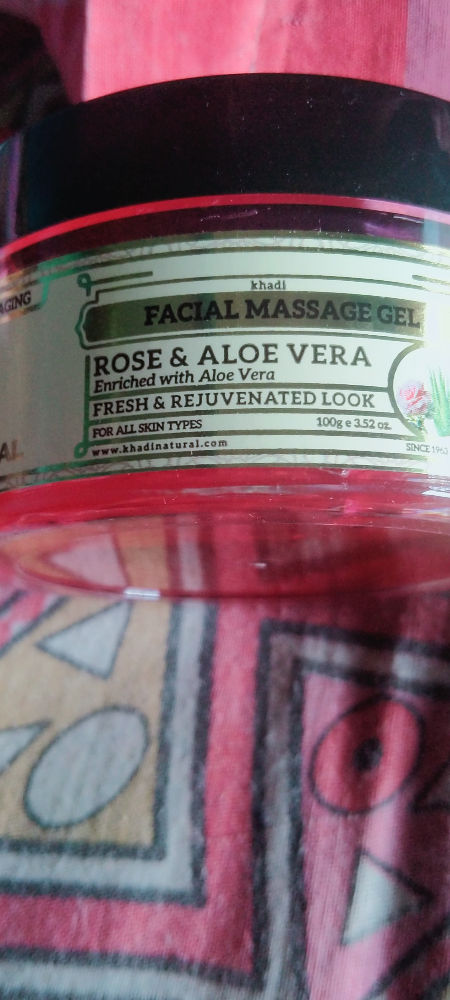 AGING
khadi
FACIAL MASSAGE GEL
ROSE & ALOE VERA
Enriched with Aloe Vera
FRESH & REJUVENATED LOOK
FOR ALL SKIN TYPES 100g e 3.52 oz.
www.khadinatural.com SINCE 1963